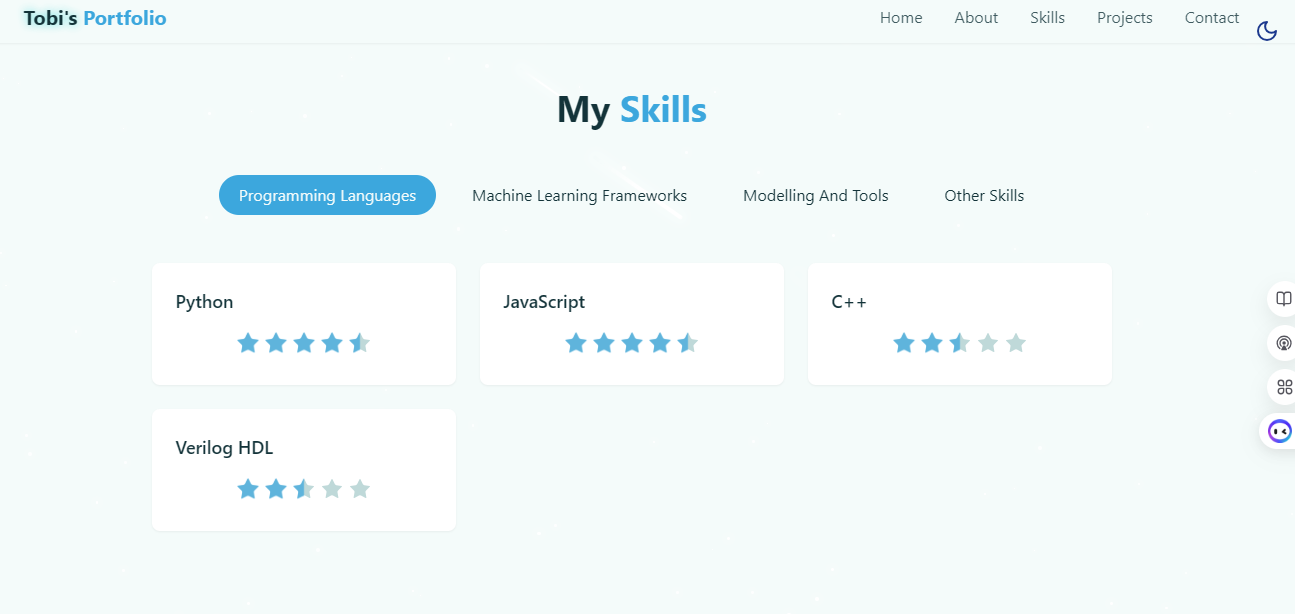 Tobi's Portfolio
Home About Skills Projects Contact
My Skills
Programming Languages Machine Learning Frameworks Modelling And Tools Other Skills
Python JavaScript C++
Verilog HDL